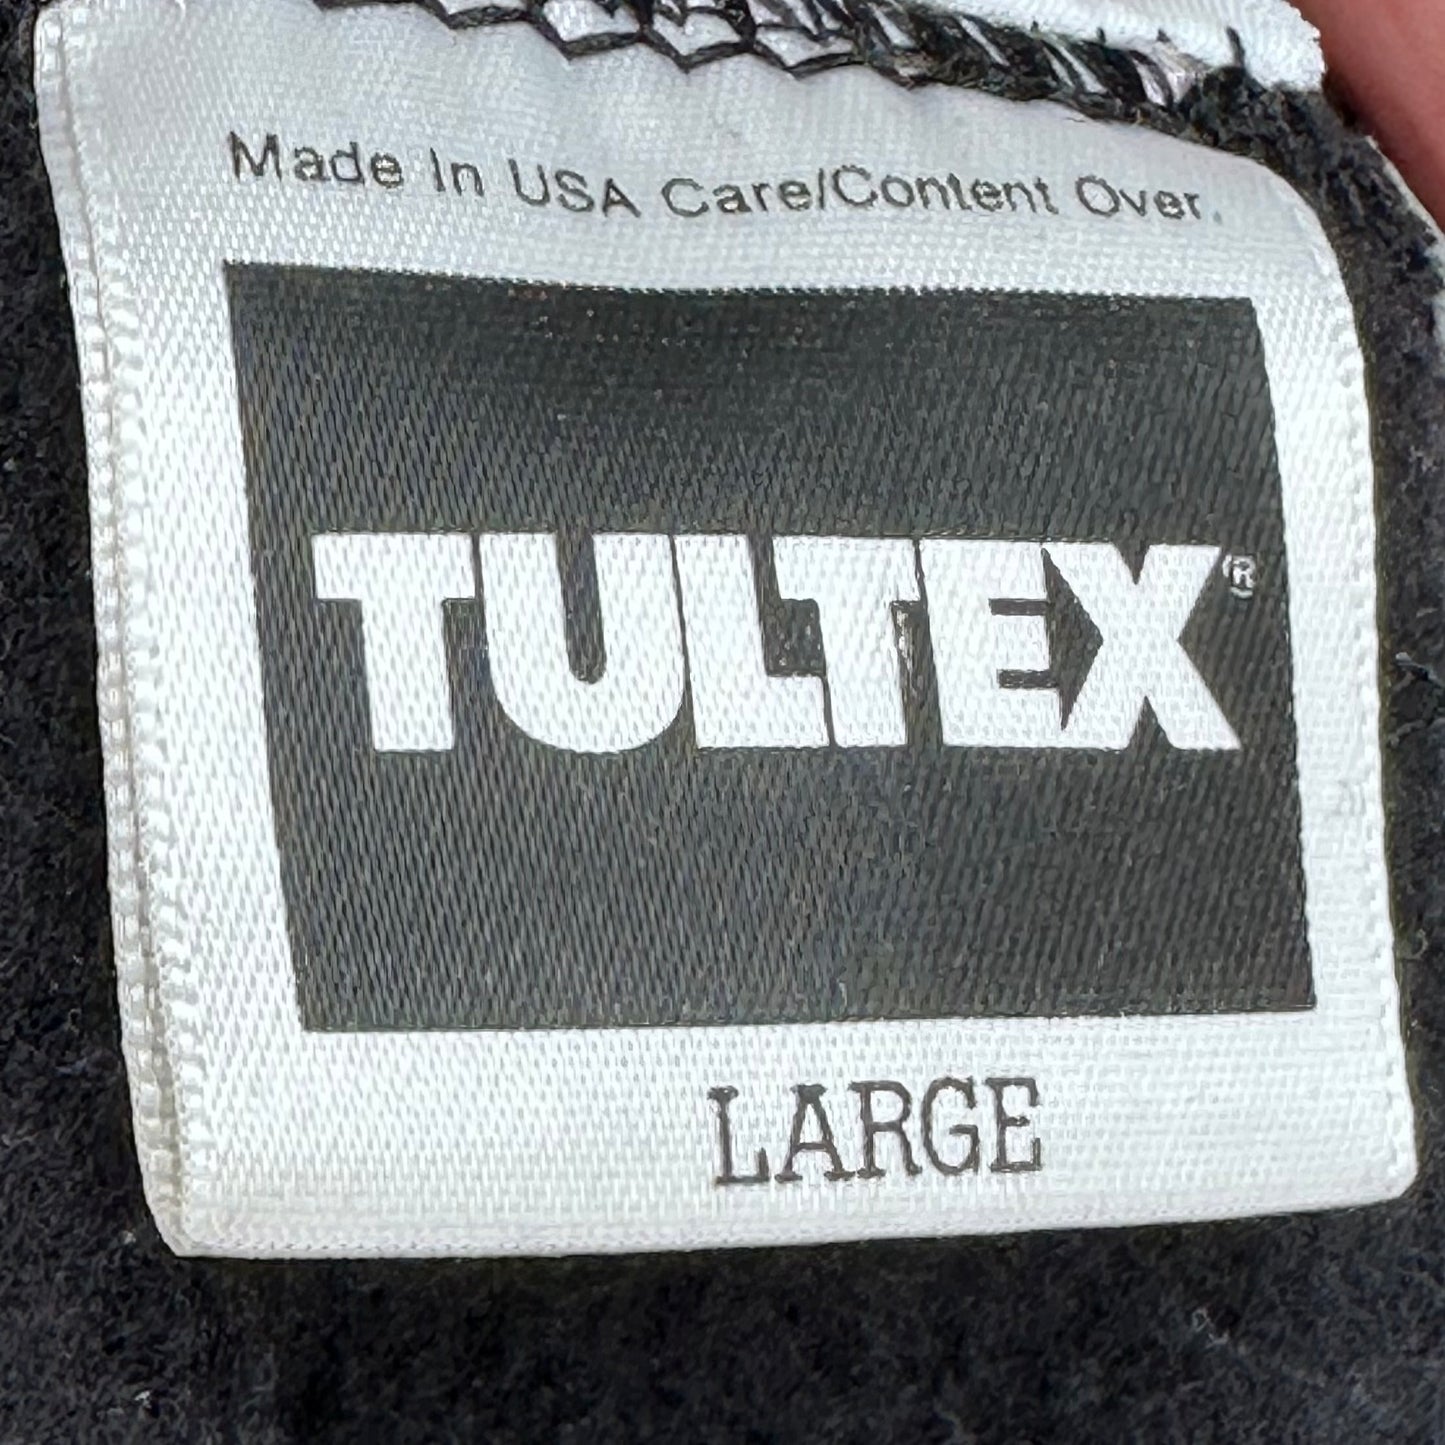 Made In USA Care/Content Over.
TULTEX®
LARGE